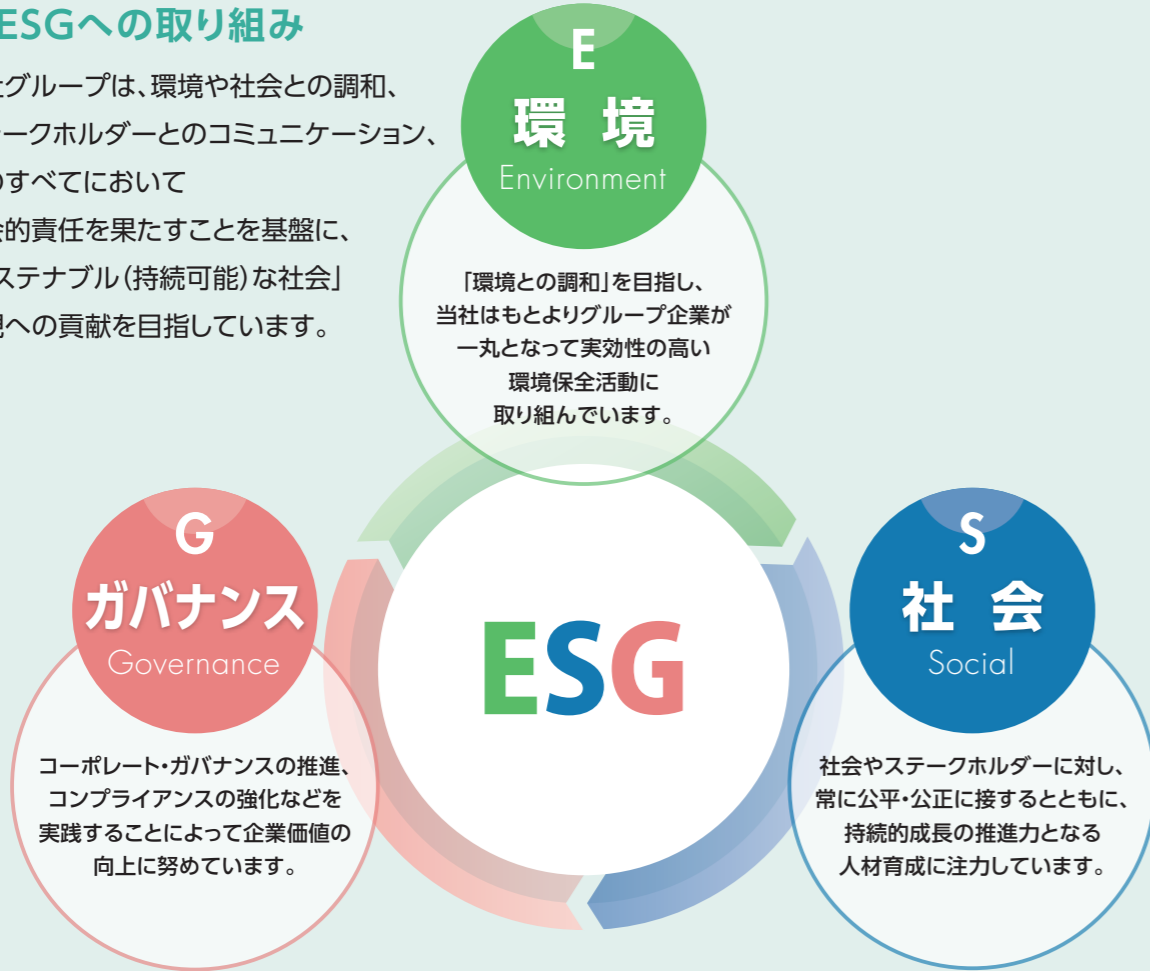 ESGへの取り組み
グループは、環境や社会との調和、
ークホルダーとのコミュニケーション、
のすべてにおいて
的責任を果たすことを基盤に、
ステナブル（持続可能）な社会」
への貢献を目指しています。
E
環 境
Environment
「環境との調和」を目指し、
当社はもとよりグループ企業が
一丸となって実効性の高い
環境保全活動に
取り組んでいます。
G
ガバナンス
Governance
コーポレート・ガバナンスの推進、
コンプライアンスの強化などを
実践することによって企業価値の
向上に努めています。
ESG
S
社 会
Social
社会やステークホルダーに対し、
常に公平・公正に接するとともに、
持続的成長の推進力となる
人材育成に注力しています。